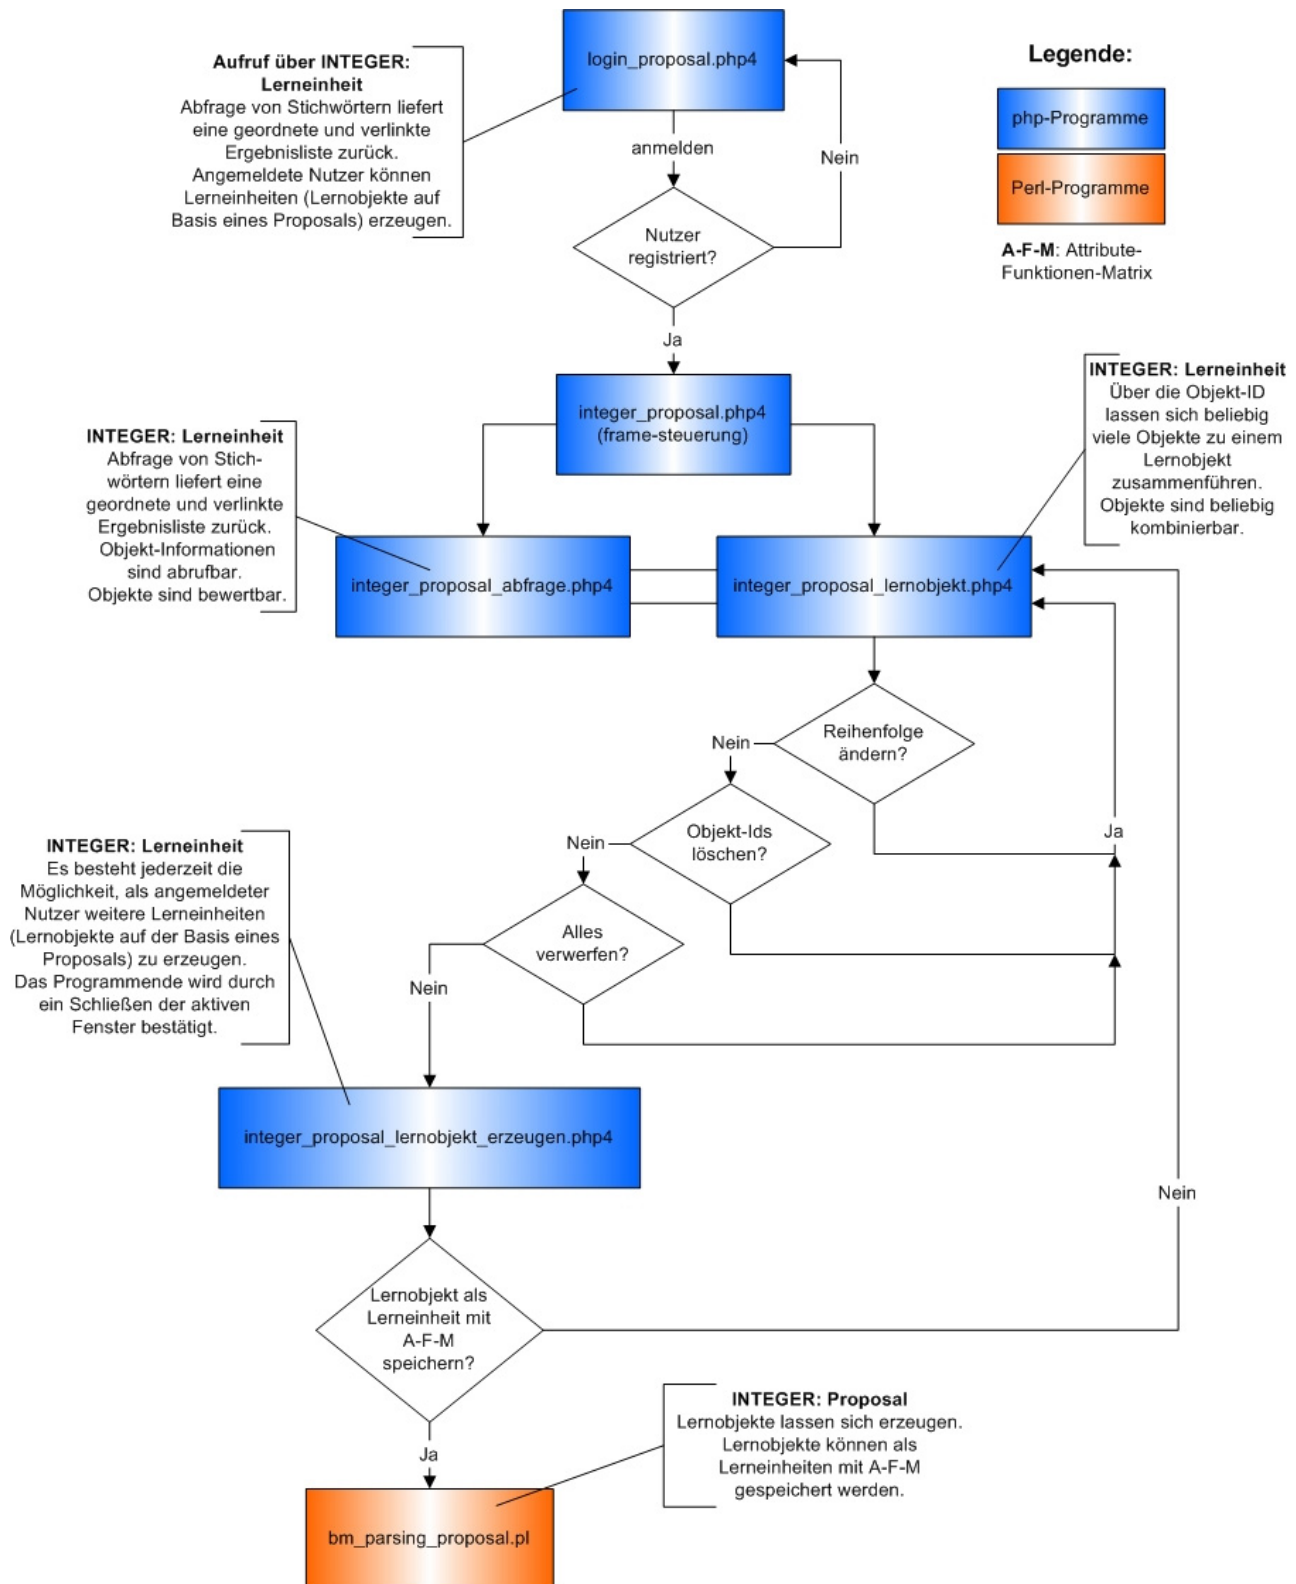 login_proposal.php4
Aufruf über INTEGER:
Lerneinheit
Abfrage von Stichwörtern liefert
eine geordnete und verlinkte
Ergebnisliste zurück.
Angemeldete Nutzer können
Lerneinheiten (Lernobjekte auf
Basis eines Proposals) erzeugen.
Legende:
php-Programme
Perl-Programme
A-F-M: Attribute-
Funktionen-Matrix
anmelden
Nein
Nutzer
registriert?
Ja
integer_proposal.php4
(frame-steuerung)
INTEGER: Lerneinheit
Über die Objekt-ID
lassen sich beliebig
viele Objekte zu einem
Lernobjekt
zusammenführen.
Objekte sind beliebig
kombinierbar.
INTEGER: Lerneinheit
Abfrage von Stich-
wörtern liefert eine
geordnete und verlinkte
Ergebnisliste zurück.
Objekt-Informationen
sind abrufbar.
Objekte sind bewertbar.
integer_proposal_abfrage.php4
integer_proposal_lernobjekt.php4
Reihenfolge
ändern?
Nein
Objekt-Ids
löschen?
Nein
Ja
Alles
verwerfen?
Nein
INTEGER: Lerneinheit
Es besteht jederzeit die
Möglichkeit, als angemeldeter
Nutzer weitere Lerneinheiten
(Lernobjekte auf der Basis eines
Proposals) zu erzeugen.
Das Programmende wird durch
ein Schließen der aktiven
Fenster bestätigt.
integer_proposal_lernobjekt_erzeugen.php4
Nein
Lernobjekt als
Lerneinheit mit
A-F-M
speichern?
Ja
INTEGER: Proposal
Lernobjekte lassen sich erzeugen.
Lernobjekte können als
Lerneinheiten mit A-F-M
gespeichert werden.
bm_parsing_proposal.pl